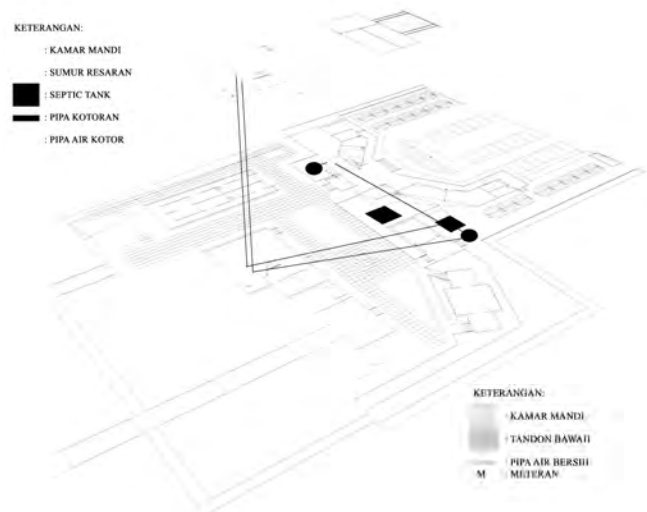 KETERANGAN:
: KAMAR MANDI
: SUMUR RESARAN
: SEPTIC TANK
: PIPA KOTORAN
: PIPA AIR KOTOR
KETERANGAN:
: KAMAR MANDI
: TANDON BAWAH
: PIPA AIR BERSIH
M : METERAN